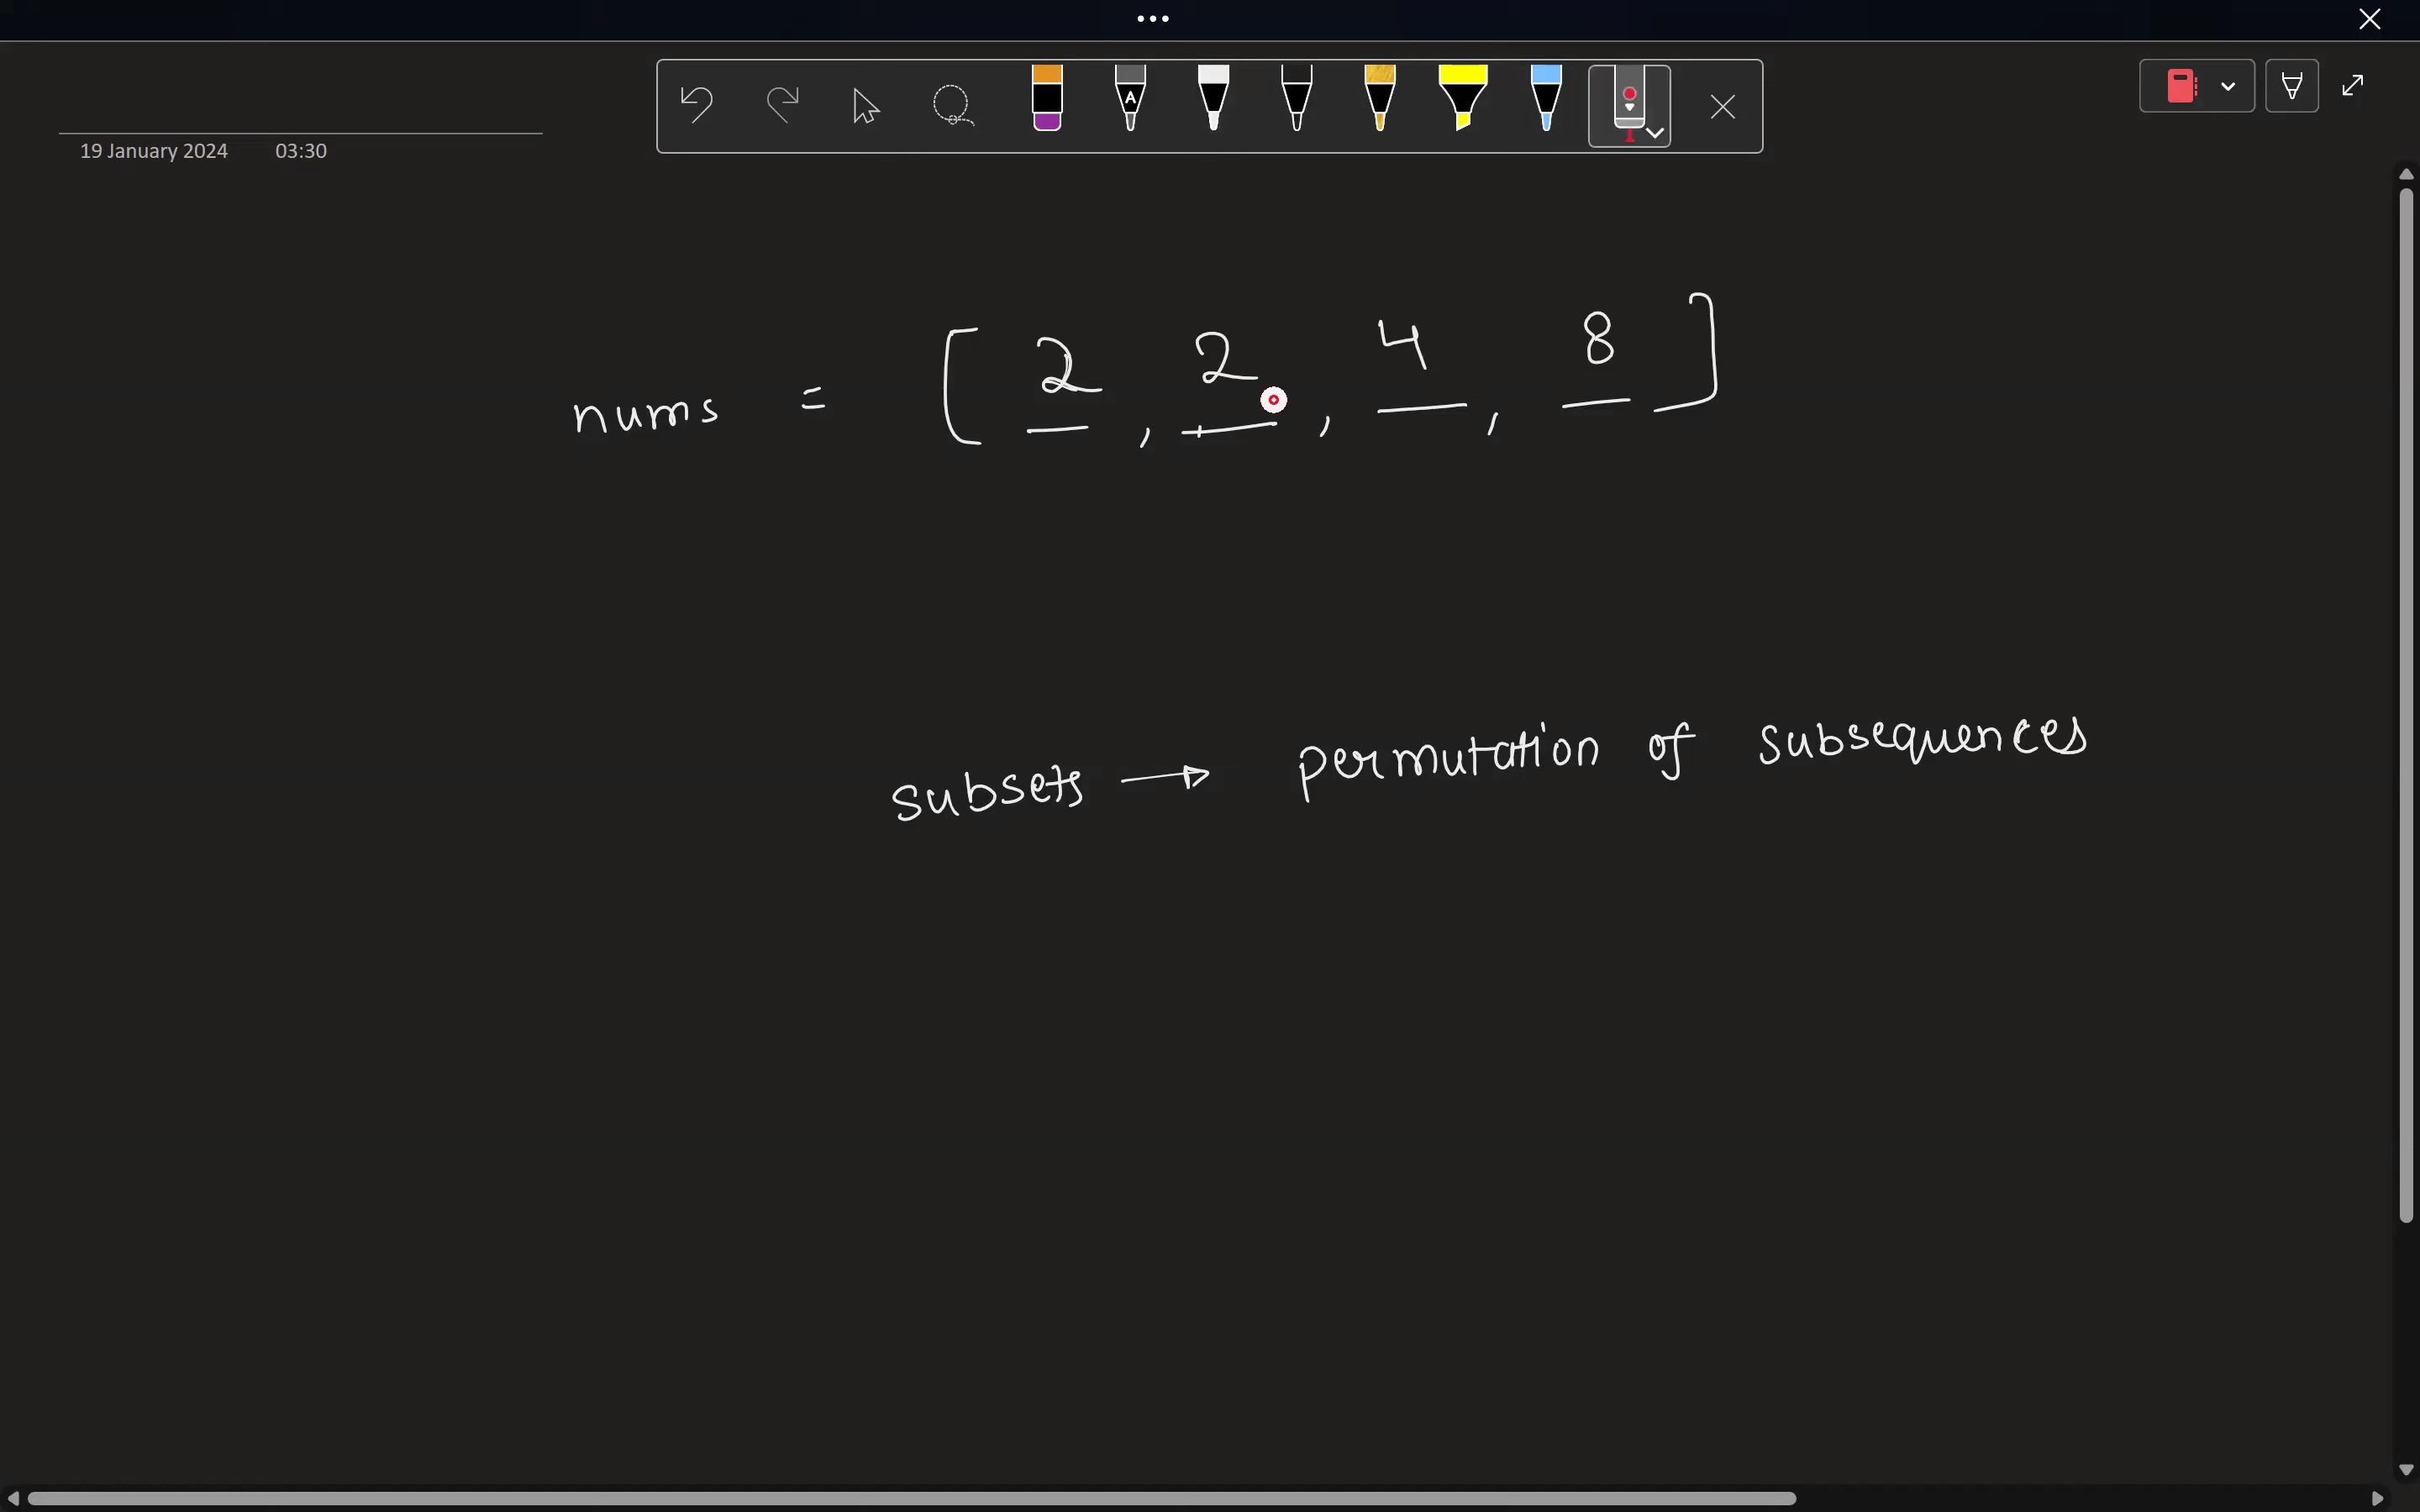 19 January 2024 03:30
nums = [ 2 , 2 , 4 , 8 ]
subsets → permutation of subsequences